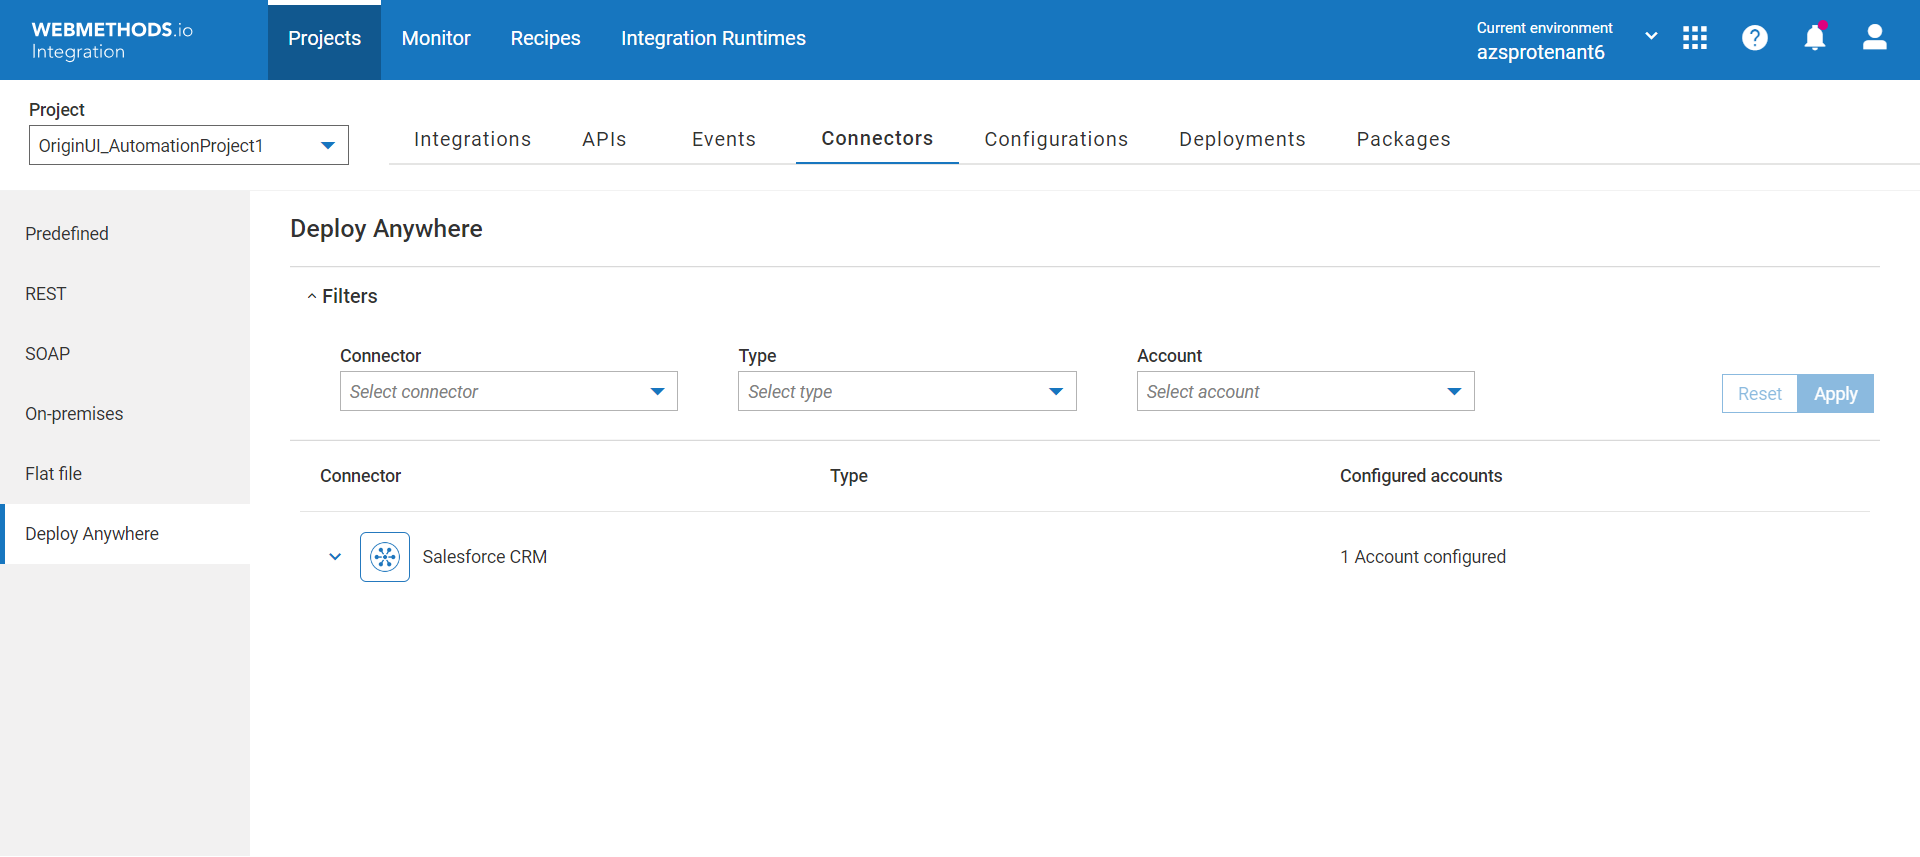 WEBMETHODS.io
Integration
Projects
Monitor
Recipes
Integration Runtimes
Current environment
azsprotenant6
Project
OriginUI_AutomationProject1
Integrations
APIs
Events
Connectors
Configurations
Deployments
Packages
Predefined
REST
SOAP
On-premises
Flat file
Deploy Anywhere
Deploy Anywhere
Filters
Connector
Type
Account
Select connector
Select type
Select account
Reset
Apply
Connector
Type
Configured accounts
Salesforce CRM
1 Account configured